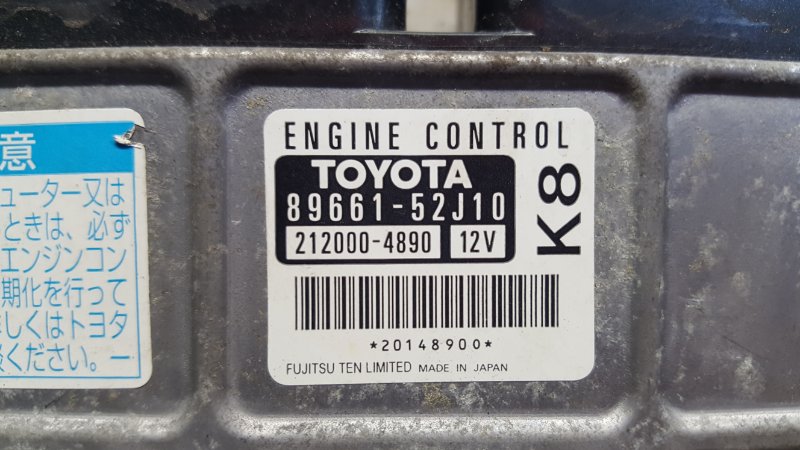 意
ューター又は
ときは、必ず
エンジンコン
期化を行って
しくはトヨタ
ください。ー
ENGINE CONTROL
TOYOTA
89661-52J10
212000-4890 12V
K8
*20148900*
FUJITSU TEN LIMITED MADE IN JAPAN